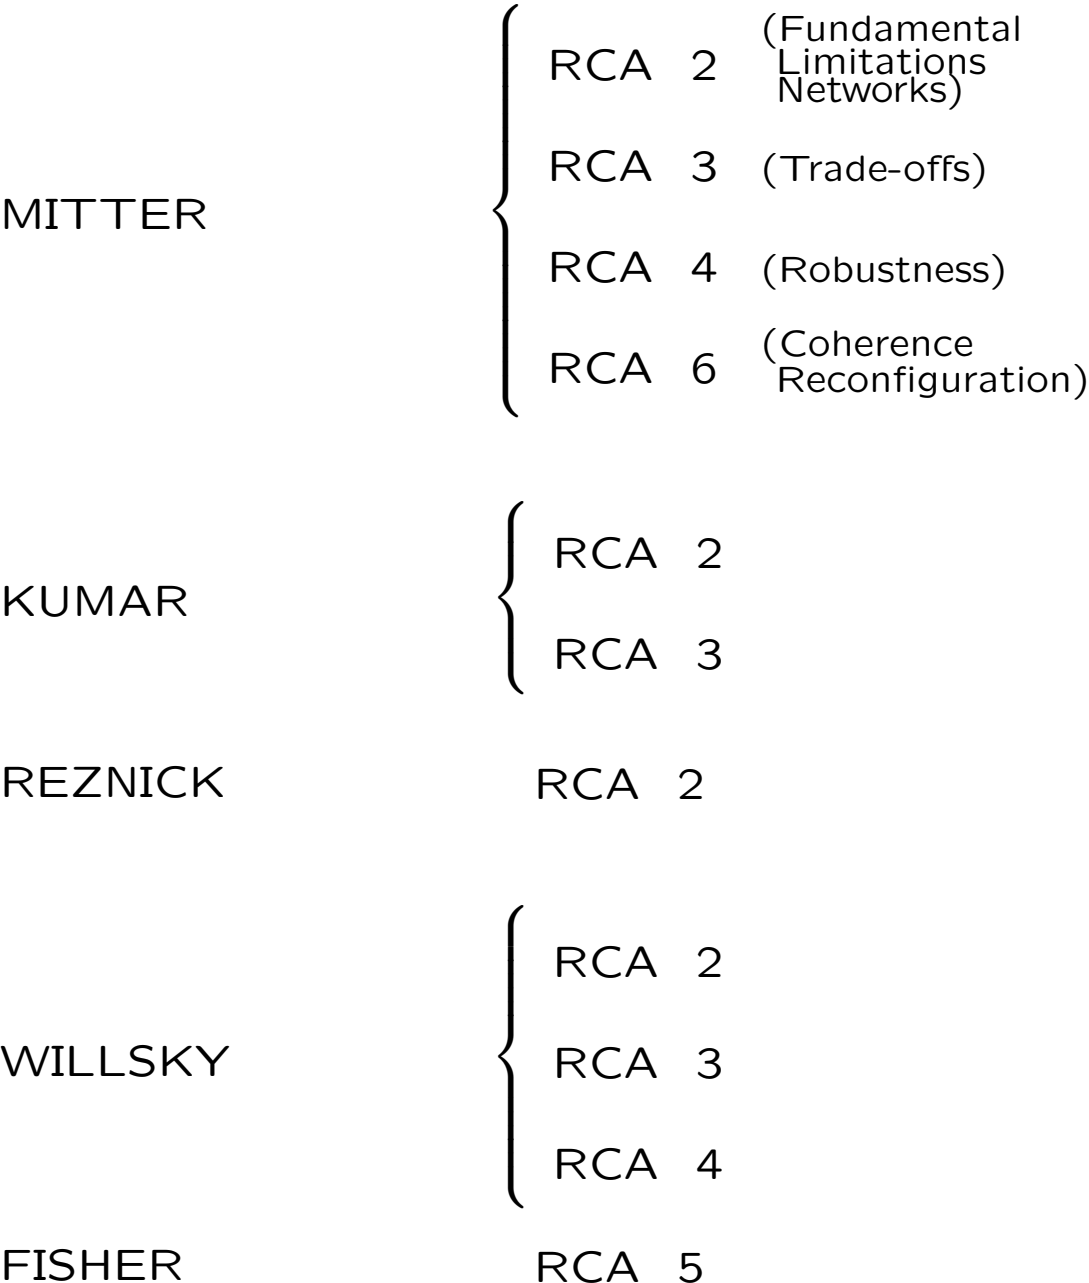 MITTER
RCA 2 (Fundamental
Limitations
Networks)
RCA 3 (Trade-offs)
RCA 4 (Robustness)
RCA 6 (Coherence
Reconfiguration)
KUMAR
RCA 2
RCA 3
REZNICK RCA 2
WILLSKY
RCA 2
RCA 3
RCA 4
FISHER RCA 5